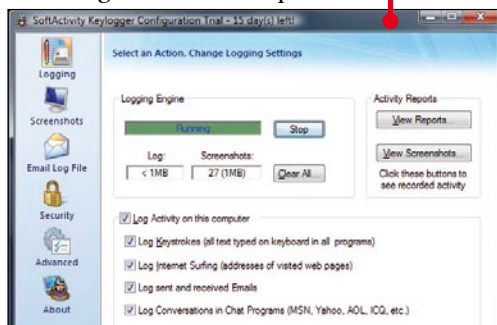 SoftActivity Keylogger Configuration Trial - 15 day(s) left!
Select an Action. Change Logging Settings
Logging
Screenshots
Email Log File
Security
Advanced
About
Logging Engine
Running
Stop
Log:
Screenshots:
< 1MB
27 (1MB)
Clear All...
Activity Reports
View Reports...
View Screenshots...
Click these buttons to
see recorded activity
Log Activity on this computer
Log Keystrokes (all text typed on keyboard in all programs)
Log Internet Surfing (addresses of visited web pages)
Log sent and received Emails
Log Conversations in Chat Programs (MSN, Yahoo, AOL, ICQ, etc.)